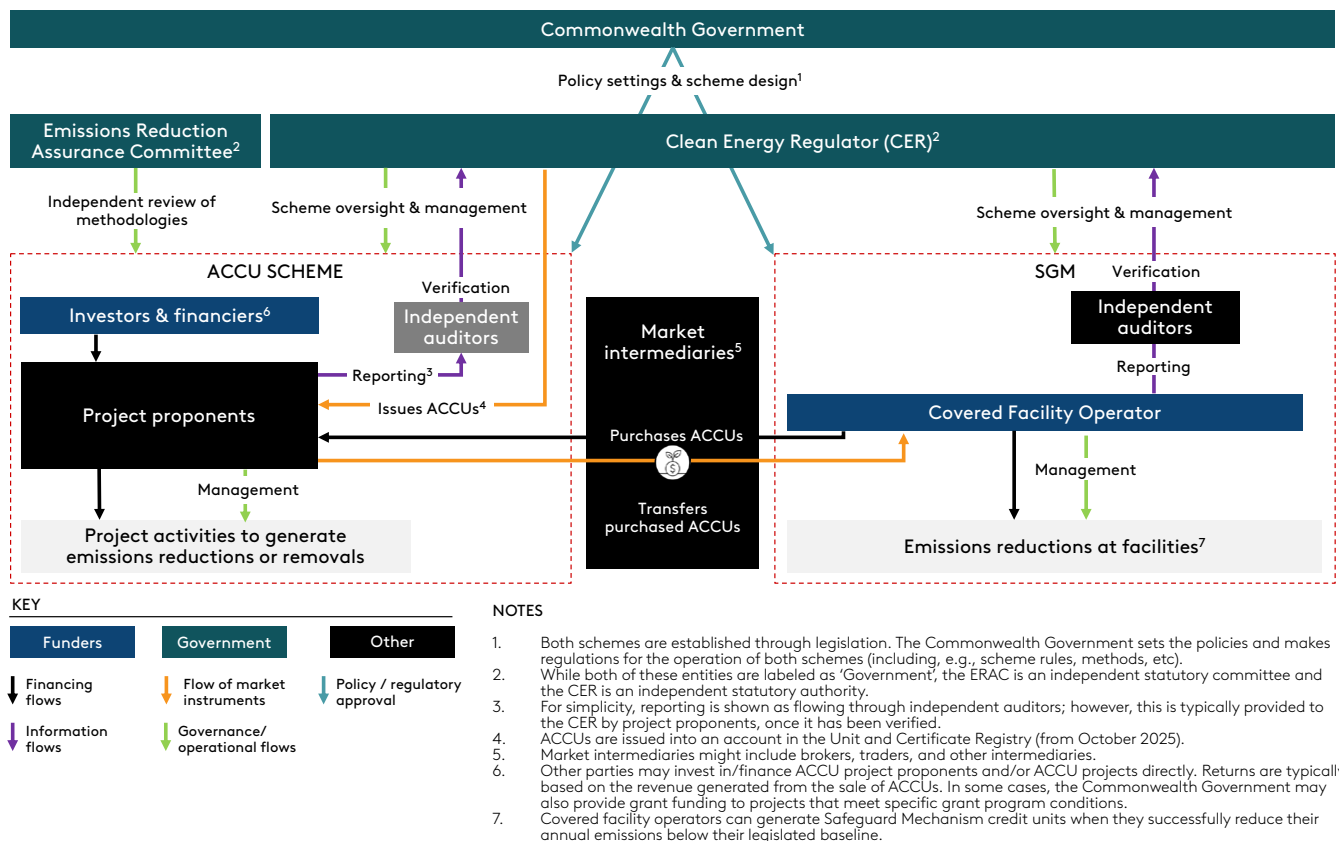 Commonwealth Government
Policy settings & scheme design1
Emissions Reduction
Assurance Committee2
Clean Energy Regulator (CER)2
Independent review of
methodologies
Scheme oversight & management
Scheme oversight & management
ACCU SCHEME
SGM
Verification
Verification
Investors & financiers6
Independent
auditors
Market
intermediaries5
Independent
auditors
Reporting3
Reporting
Issues ACCUs4
Project proponents
Covered Facility Operator
Purchases ACCUs
Management
Management
Transfers
purchased ACCUs
Project activities to generate
emissions reductions or removals
Emissions reductions at facilities7
KEY
Funders
Government
Other
Financing
flows
Flow of market
instruments
Policy / regulatory
approval
Information
flows
Governance/
operational flows
NOTES
1. Both schemes are established through legislation. The Commonwealth Government sets the policies and makes
regulations for the operation of both schemes (including, e.g., scheme rules, methods, etc).
2. While both of these entities are labeled as ‘Government’, the ERAC is an independent statutory committee and
the CER is an independent statutory authority.
3. For simplicity, reporting is shown as flowing through independent auditors; however, this is typically provided to
the CER by project proponents, once it has been verified.
4. ACCUs are issued into an account in the Unit and Certificate Registry (from October 2025).
5. Market intermediaries might include brokers, traders, and other intermediaries.
6. Other parties may invest in/finance ACCU project proponents and/or ACCU projects directly. Returns are typically
based on the revenue generated from the sale of ACCUs. In some cases, the Commonwealth Government may
also provide grant funding to projects that meet specific grant program conditions.
7. Covered facility operators can generate Safeguard Mechanism credit units when they successfully reduce their
annual emissions below their legislated baseline.